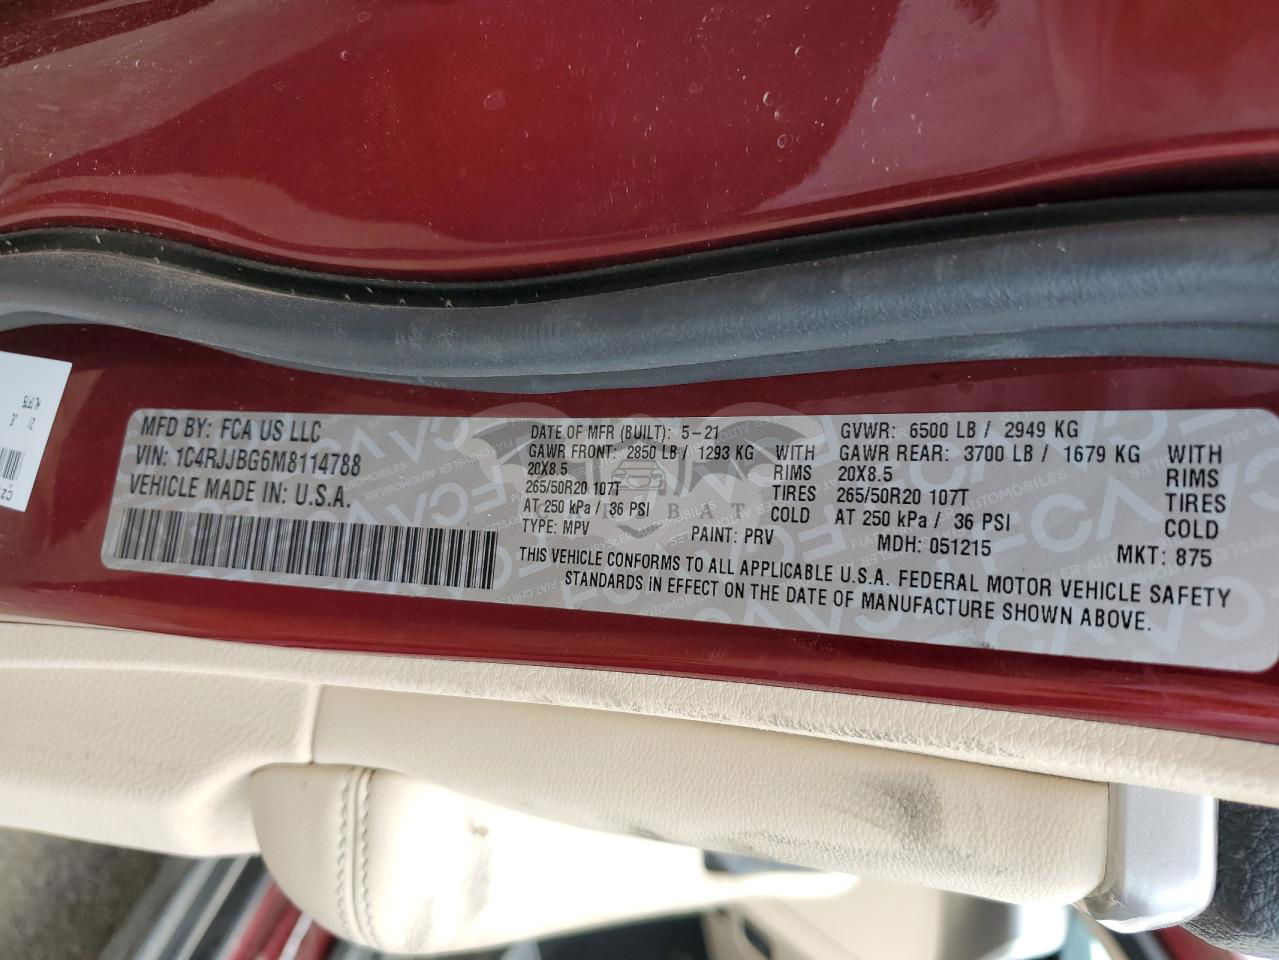 MFD BY: FCA US LLC
VIN: 1C4RJJBG6M8114788
VEHICLE MADE IN: U.S.A.
DATE OF MFR (BUILT): 5-21
GAWR FRONT: 2850 LB / 1293 KG WITH
20X8.5 RIMS
265/50R20 107T TIRES
AT 250 kPa / 36 PSI COLD
TYPE: MPV PAINT: PRV
GVWR: 6500 LB / 2949 KG
GAWR REAR: 3700 LB / 1679 KG WITH
20X8.5 RIMS
265/50R20 107T TIRES
AT 250 kPa / 36 PSI COLD
MDH: 051215 MKT: 875
THIS VEHICLE CONFORMS TO ALL APPLICABLE U.S.A. FEDERAL MOTOR VEHICLE SAFETY
STANDARDS IN EFFECT ON THE DATE OF MANUFACTURE SHOWN ABOVE.